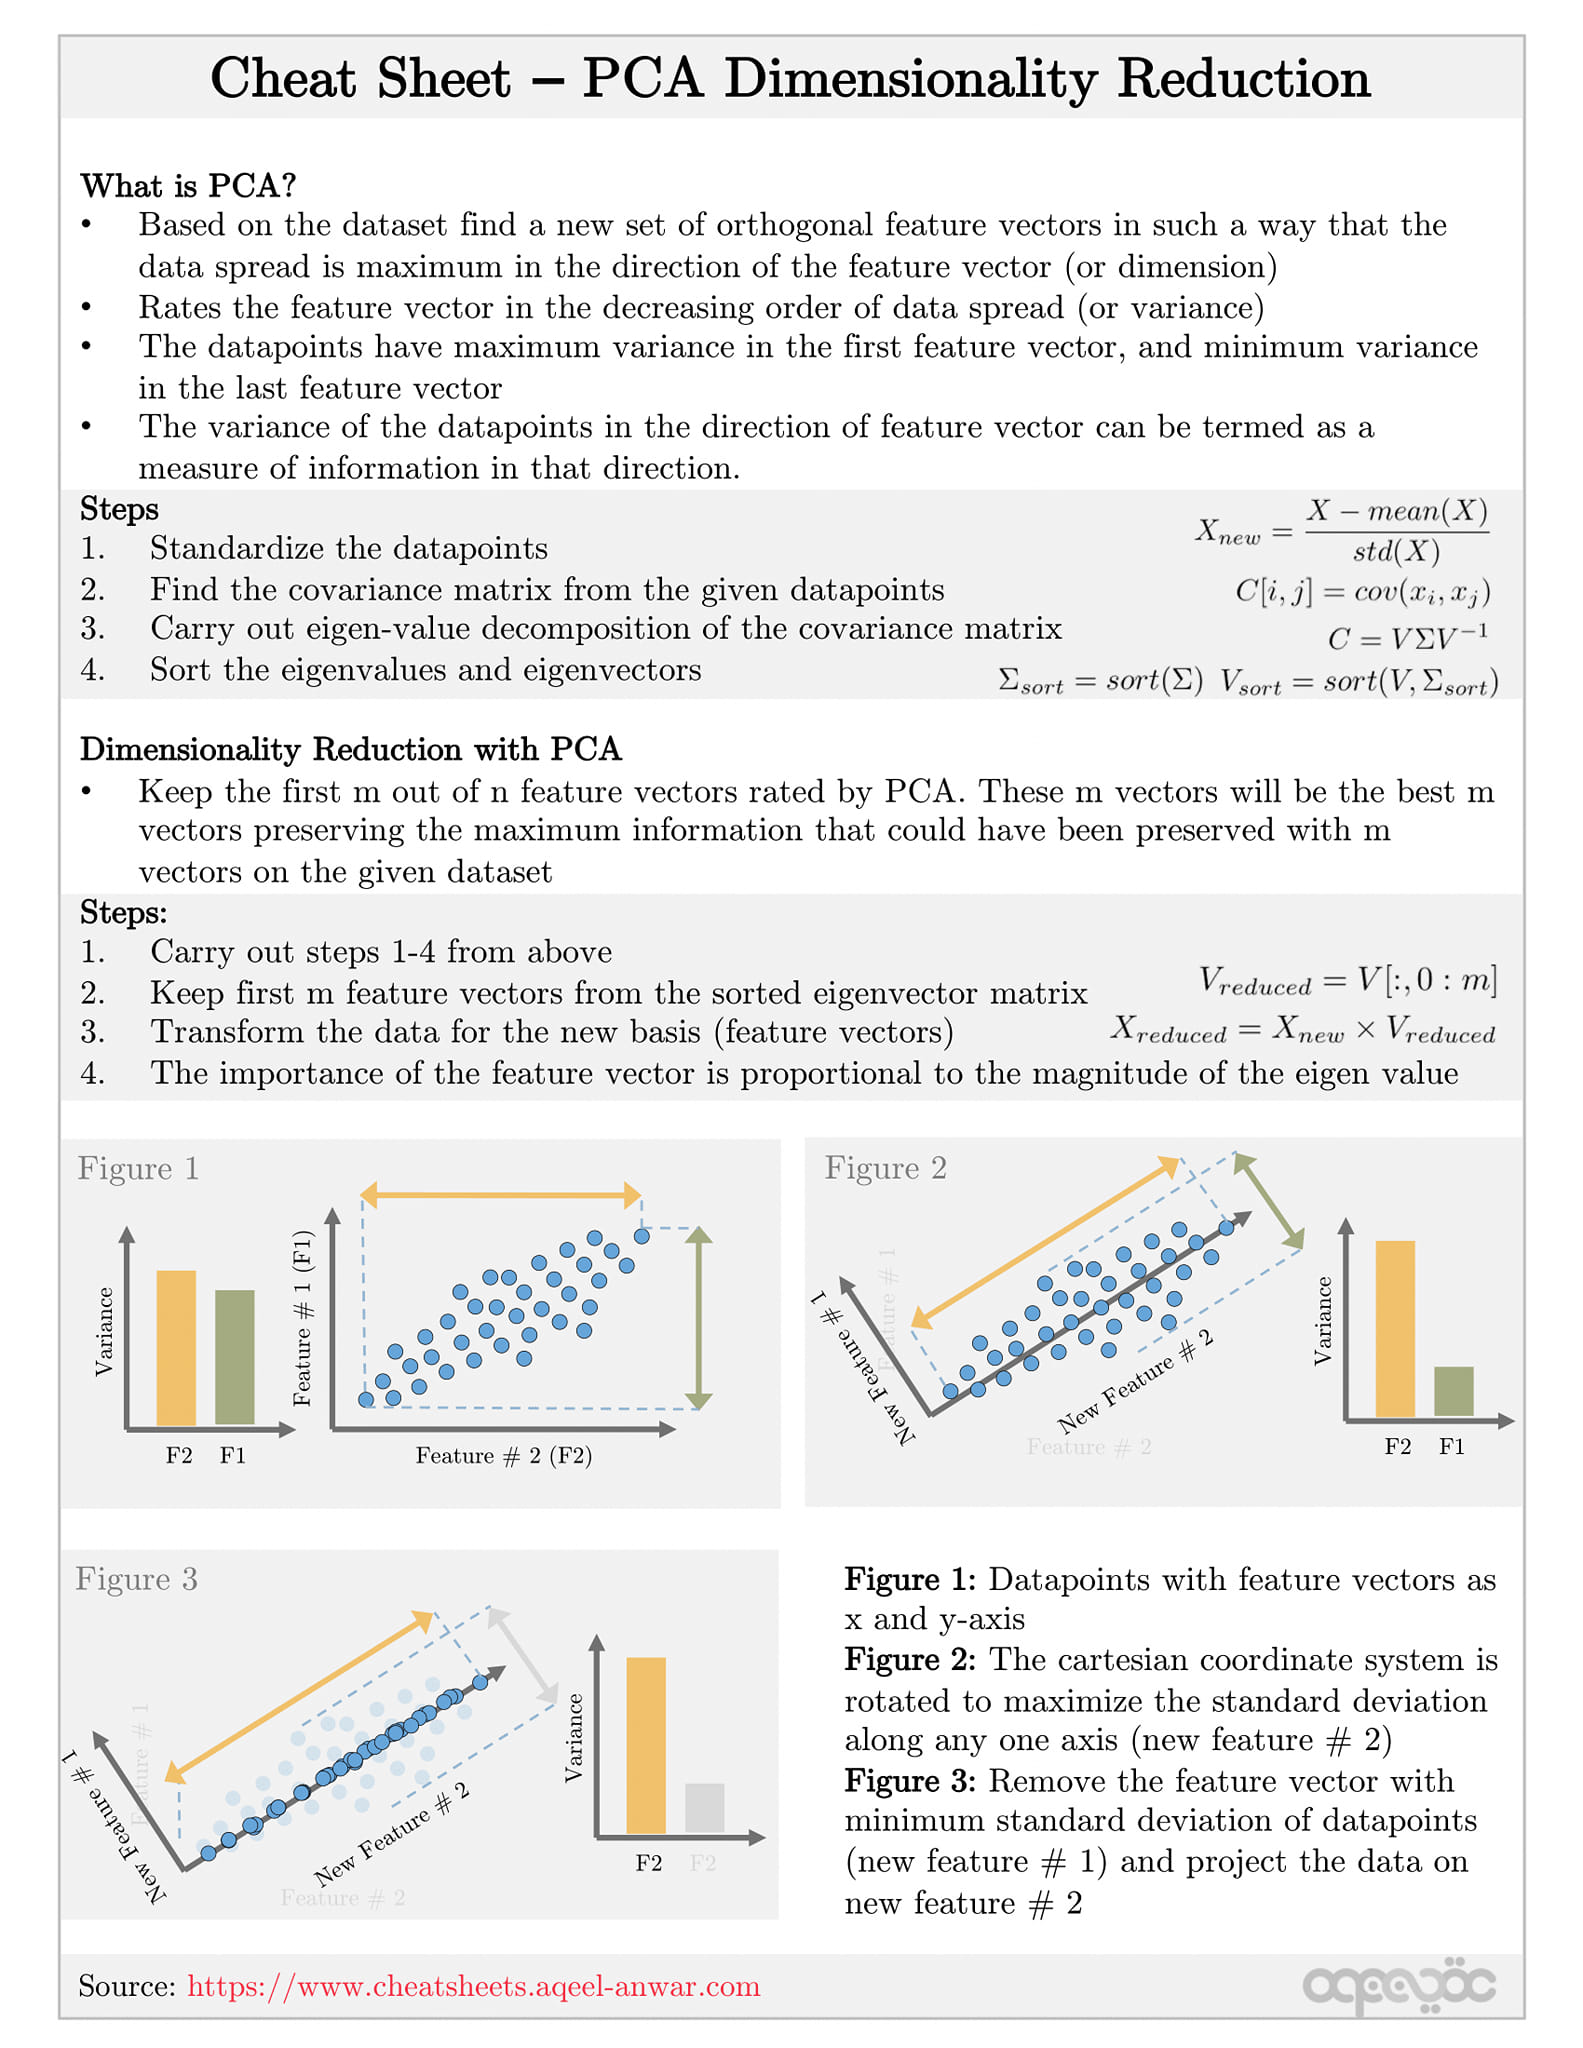 Cheat Sheet – PCA Dimensionality Reduction
What is PCA?
• Based on the dataset find a new set of orthogonal feature vectors in such a way that the
data spread is maximum in the direction of the feature vector (or dimension)
• Rates the feature vector in the decreasing order of data spread (or variance)
• The datapoints have maximum variance in the first feature vector, and minimum variance
in the last feature vector
• The variance of the datapoints in the direction of feature vector can be termed as a
measure of information in that direction.
Steps
1. Standardize the datapoints X_{new} = \frac{X - mean(X)}{std(X)}
2. Find the covariance matrix from the given datapoints C[i, j] = cov(x_i, x_j)
3. Carry out eigen-value decomposition of the covariance matrix C = VΣV^{-1}
4. Sort the eigenvalues and eigenvectors Σ_{sort} = sort(Σ) V_{sort} = sort(V, Σ_{sort})
Dimensionality Reduction with PCA
• Keep the first m out of n feature vectors rated by PCA. These m vectors will be the best m
vectors preserving the maximum information that could have been preserved with m
vectors on the given dataset
Steps:
1. Carry out steps 1-4 from above
2. Keep first m feature vectors from the sorted eigenvector matrix V_{reduced} = V[:, 0 : m]
3. Transform the data for the new basis (feature vectors) X_{reduced} = X_{new} × V_{reduced}
4. The importance of the feature vector is proportional to the magnitude of the eigen value
Figure 1
Variance
F2 F1
Feature # 1 (F1)
Feature # 2 (F2)
Figure 2
Feature # 1
New Feature # 1
New Feature # 2
Feature # 2
Variance
F2 F1
Figure 3
Feature # 1
New Feature # 1
New Feature # 2
Feature # 2
Variance
F2 F2
Figure 1: Datapoints with feature vectors as
x and y-axis
Figure 2: The cartesian coordinate system is
rotated to maximize the standard deviation
along any one axis (new feature # 2)
Figure 3: Remove the feature vector with
minimum standard deviation of datapoints
(new feature # 1) and project the data on
new feature # 2
Source: https://www.cheatsheets.aqeel-anwar.com